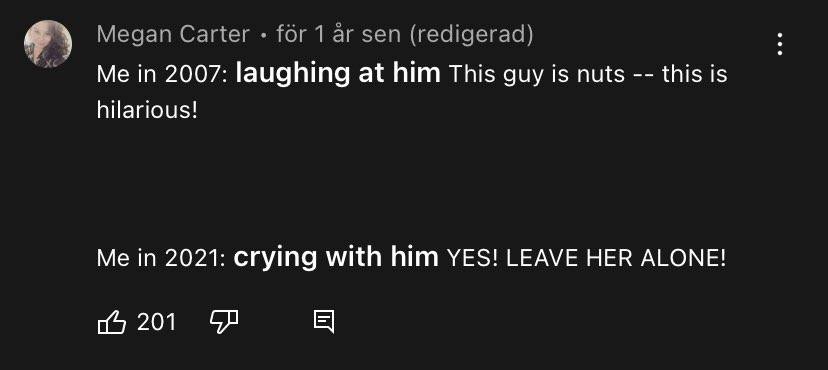 Megan Carter • för 1 år sen (redigerad)
Me in 2007: laughing at him This guy is nuts -- this is
hilarious!
Me in 2021: crying with him YES! LEAVE HER ALONE!
201